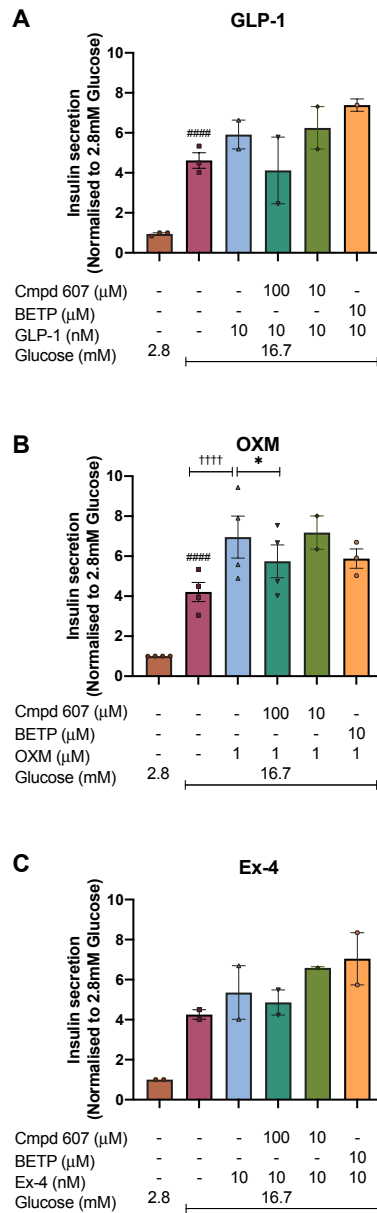 A
GLP-1
Insulin secretion
(Normalised to 2.8mM Glucose)
10
8
6
4
2
0
####
Cmpd 607 (μM) - - - 100 10 -
BETP (μM) - - - - - 10
GLP-1 (nM) - - 10 10 10 10
Glucose (mM) 2.8 16.7
B
OXM
Insulin secretion
(Normalised to 2.8mM Glucose)
10
8
6
4
2
0
†††† *
####
Cmpd 607 (μM) - - - 100 10 -
BETP (μM) - - - - - 10
OXM (μM) - - 1 1 1 1
Glucose (mM) 2.8 16.7
C
Ex-4
Insulin secretion
(Normalised to 2.8mM Glucose)
10
8
6
4
2
0
Cmpd 607 (μM) - - - 100 10 -
BETP (μM) - - - - - 10
Ex-4 (nM) - - 10 10 10 10
Glucose (mM) 2.8 16.7